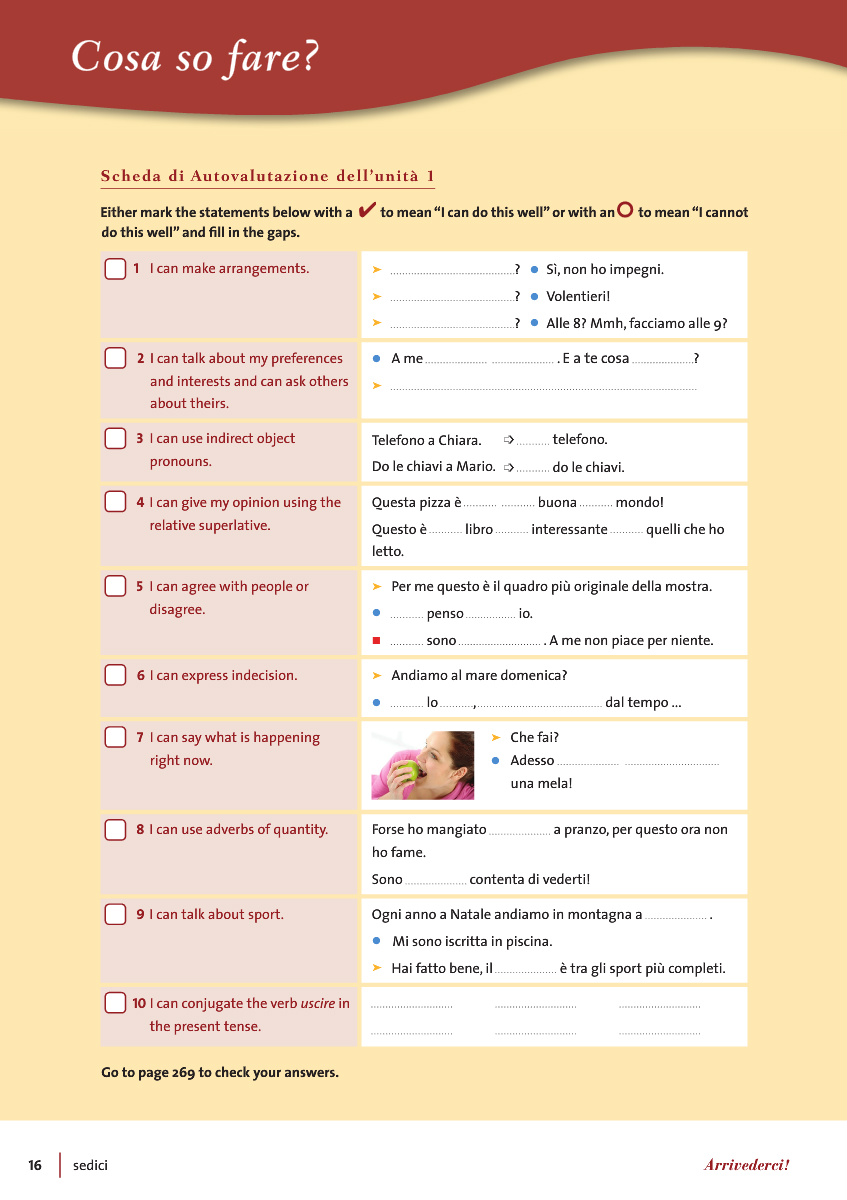 Cosa so fare?
Scheda di Autovalutazione dell'unità 1
Either mark the statements below with a ✔ to mean "I can do this well" or with an O to mean "I cannot
do this well" and fill in the gaps.
1 I can make arrangements.
➤ ........................................? ● Sì, non ho impegni.
➤ ........................................? ● Volentieri!
➤ ........................................? ● Alle 8? Mmh, facciamo alle 9?
2 I can talk about my preferences
and interests and can ask others
about theirs.
● A me .................... .................... . E a te cosa ....................?
➤ ....................................................................................................
3 I can use indirect object
pronouns.
Telefono a Chiara. ➩ ........... telefono.
Do le chiavi a Mario. ➩ ........... do le chiavi.
4 I can give my opinion using the
relative superlative.
Questa pizza è ........... ........... buona ........... mondo!
Questo è ........... libro ........... interessante ........... quelli che ho
letto.
5 I can agree with people or
disagree.
➤ Per me questo è il quadro più originale della mostra.
● ........... penso ................ io.
■ ........... sono ........................... . A me non piace per niente.
6 I can express indecision.
➤ Andiamo al mare domenica?
● ........... lo ..........., ........................................ dal tempo ...
7 I can say what is happening
right now.
➤ Che fai?
● Adesso .................... ..............................
una mela!
8 I can use adverbs of quantity.
Forse ho mangiato .................... a pranzo, per questo ora non
ho fame.
Sono .................... contenta di vederti!
9 I can talk about sport.
Ogni anno a Natale andiamo in montagna a .................... .
● Mi sono iscritta in piscina.
➤ Hai fatto bene, il .................... è tra gli sport più completi.
10 I can conjugate the verb uscire in
the present tense.
.......................... .......................... ..........................
.......................... .......................... ..........................
Go to page 269 to check your answers.
16 sedici
Arrivederci!